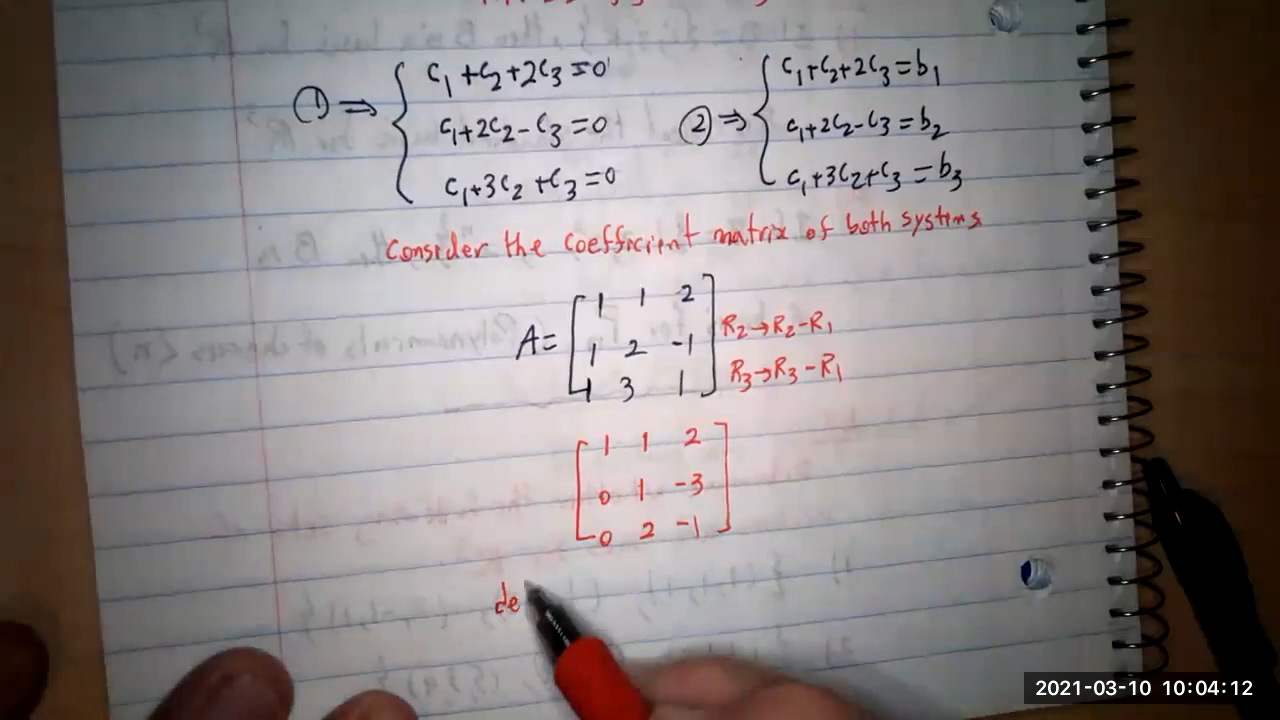 ① ⇒ { c₁ + c₂ + 2c₃ = 0
c₁ + 2c₂ - c₃ = 0
c₁ + 3c₂ + c₃ = 0
② ⇒ { c₁ + c₂ + 2c₃ = b₁
c₁ + 2c₂ - c₃ = b₂
c₁ + 3c₂ + c₃ = b₃
Consider the coefficient matrix of both systems
A = [ 1 1 2
1 2 -1
1 3 1 ]
R₂→R₂-R₁
R₃→R₃-R₁
[ 1 1 2
0 1 -3
0 2 -1 ]
de
2021-03-10 10:04:12